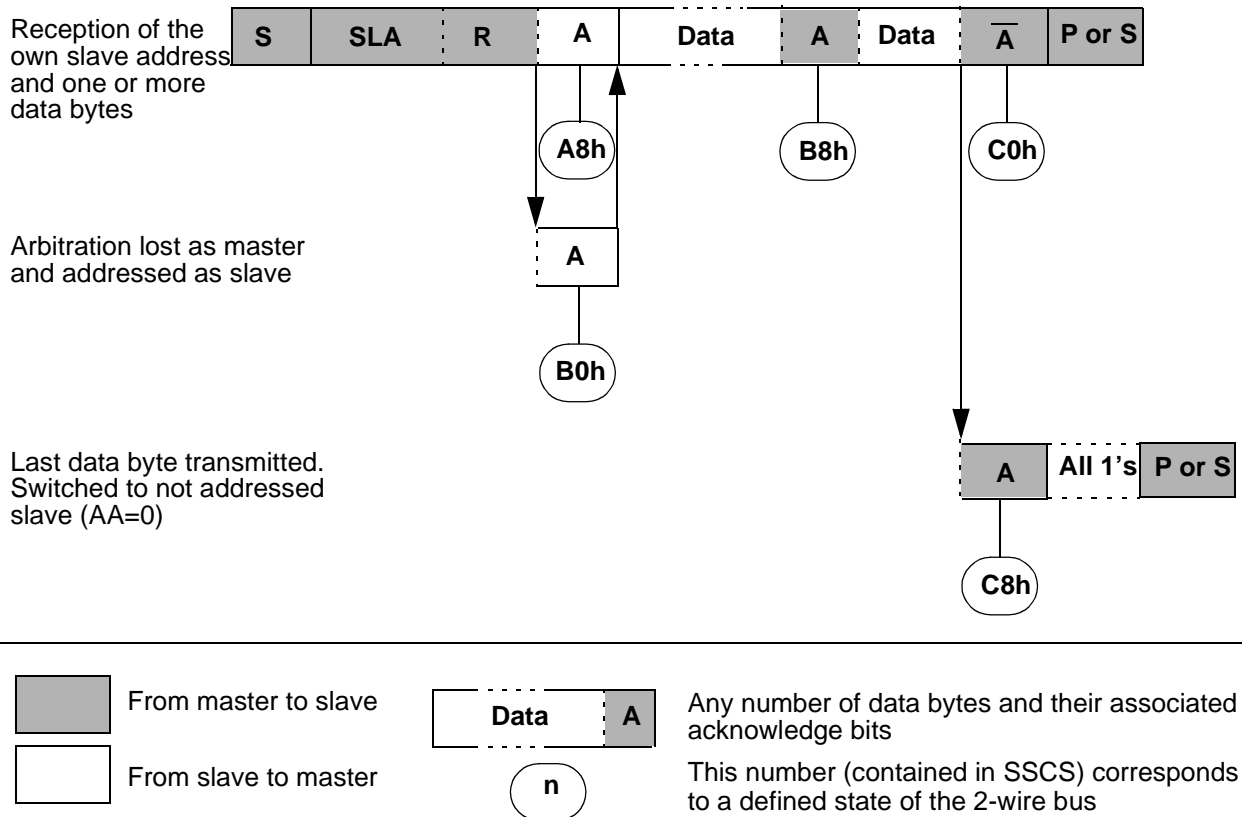 Reception of the
own slave address
and one or more
data bytes
S SLA R A Data A Data A̅ P or S
A8h B8h C0h
Arbitration lost as master
and addressed as slave
A
B0h
Last data byte transmitted.
Switched to not addressed
slave (AA=0)
A All 1’s P or S
C8h
From master to slave
From slave to master
Data A
n
Any number of data bytes and their associated
acknowledge bits
This number (contained in SSCS) corresponds
to a defined state of the 2-wire bus